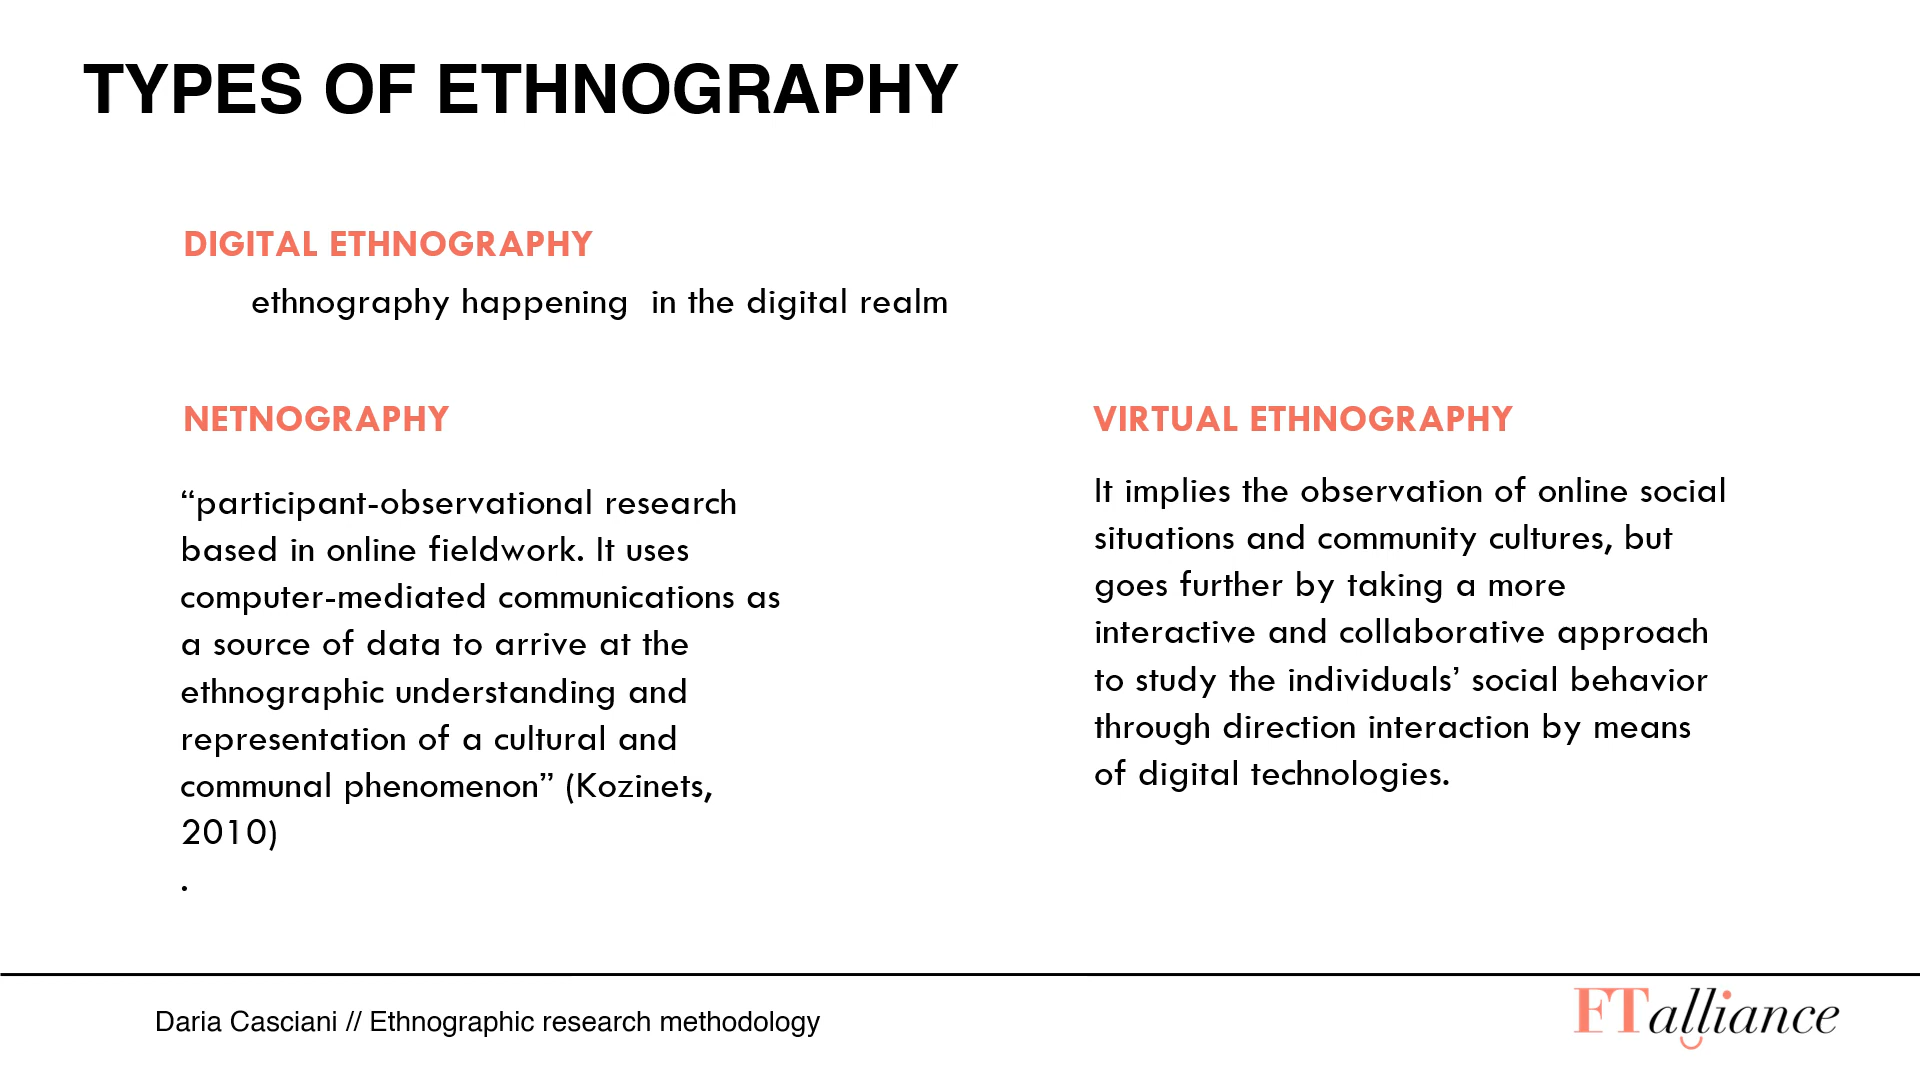 TYPES OF ETHNOGRAPHY
DIGITAL ETHNOGRAPHY
ethnography happening  in the digital realm
NETNOGRAPHY
“participant-observational research
based in online fieldwork. It uses
computer-mediated communications as
a source of data to arrive at the
ethnographic understanding and
representation of a cultural and
communal phenomenon” (Kozinets,
2010)
.
VIRTUAL ETHNOGRAPHY
It implies the observation of online social
situations and community cultures, but
goes further by taking a more
interactive and collaborative approach
to study the individuals’ social behavior
through direction interaction by means
of digital technologies.
Daria Casciani // Ethnographic research methodology
FTalliance